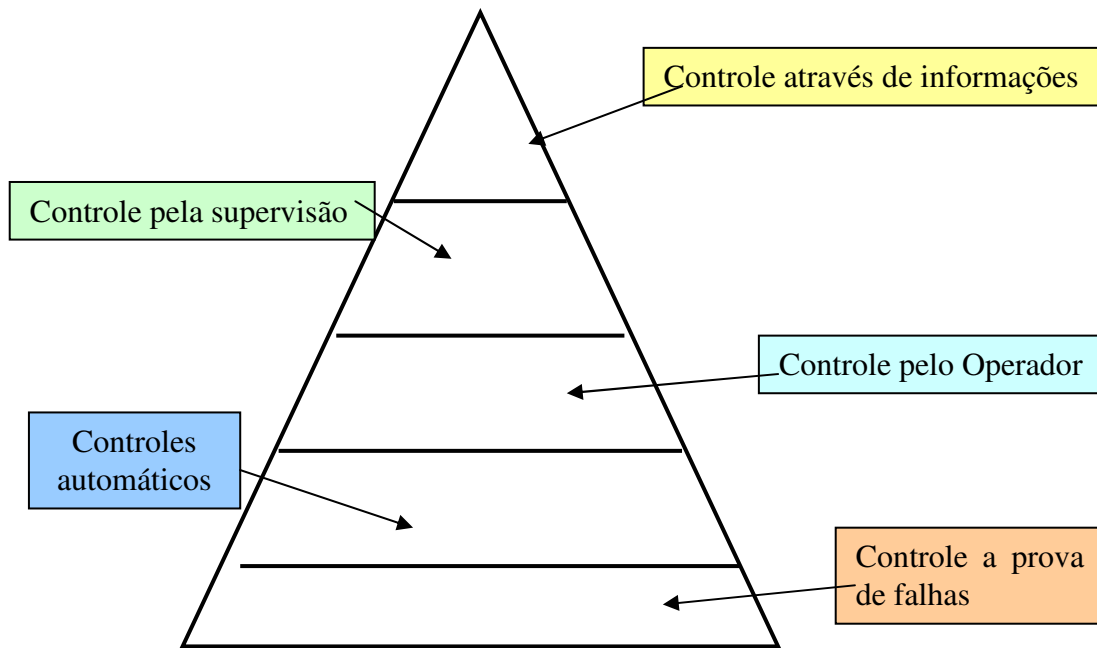 Controle através de informações
Controle pela supervisão
Controle pelo Operador
Controles
automáticos
Controle a prova
de falhas